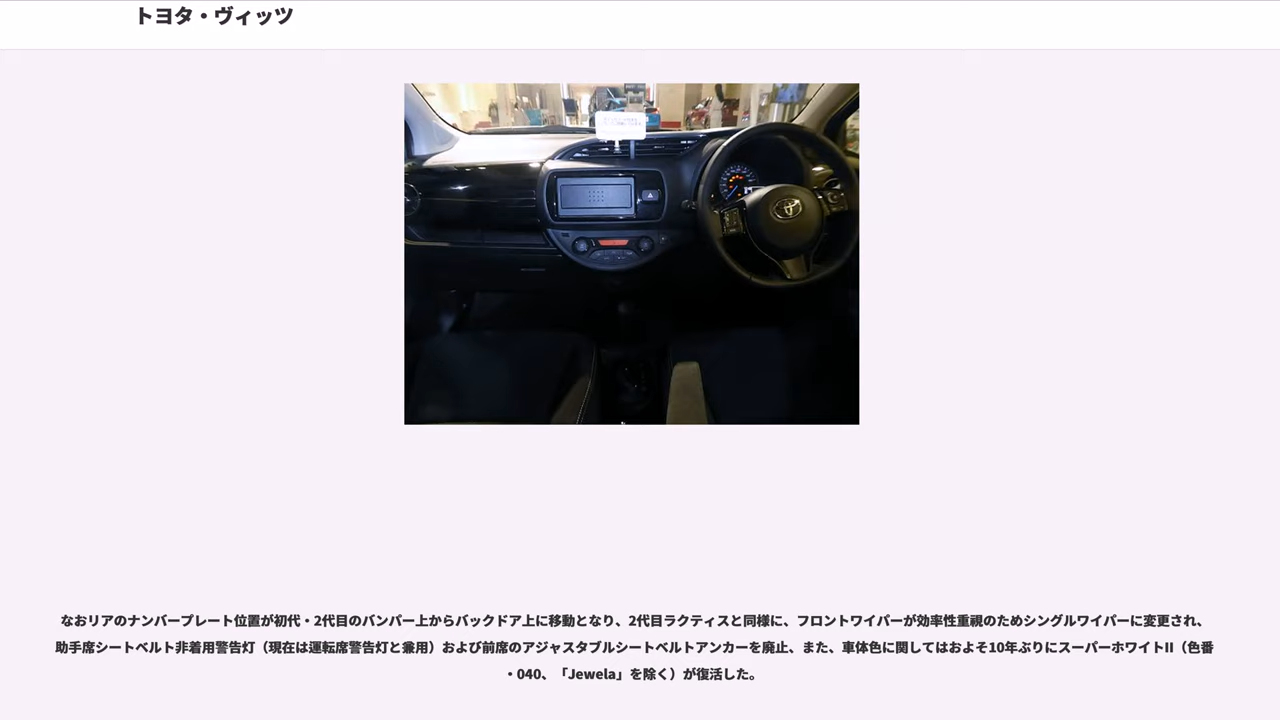 トヨタ・ヴィッツ
なおリアのナンバープレート位置が初代・2代目のバンパー上からバックドア上に移動となり、2代目ラクティスと同様に、フロントワイパーが効率性重視のためシングルワイパーに変更され、
助手席シートベルト非着用警告灯（現在は運転席警告灯と兼用）および前席のアジャスタブルシートベルトアンカーを廃止、また、車体色に関してはおよそ10年ぶりにスーパーホワイトII（色番
・040、「Jewela」を除く）が復活した。